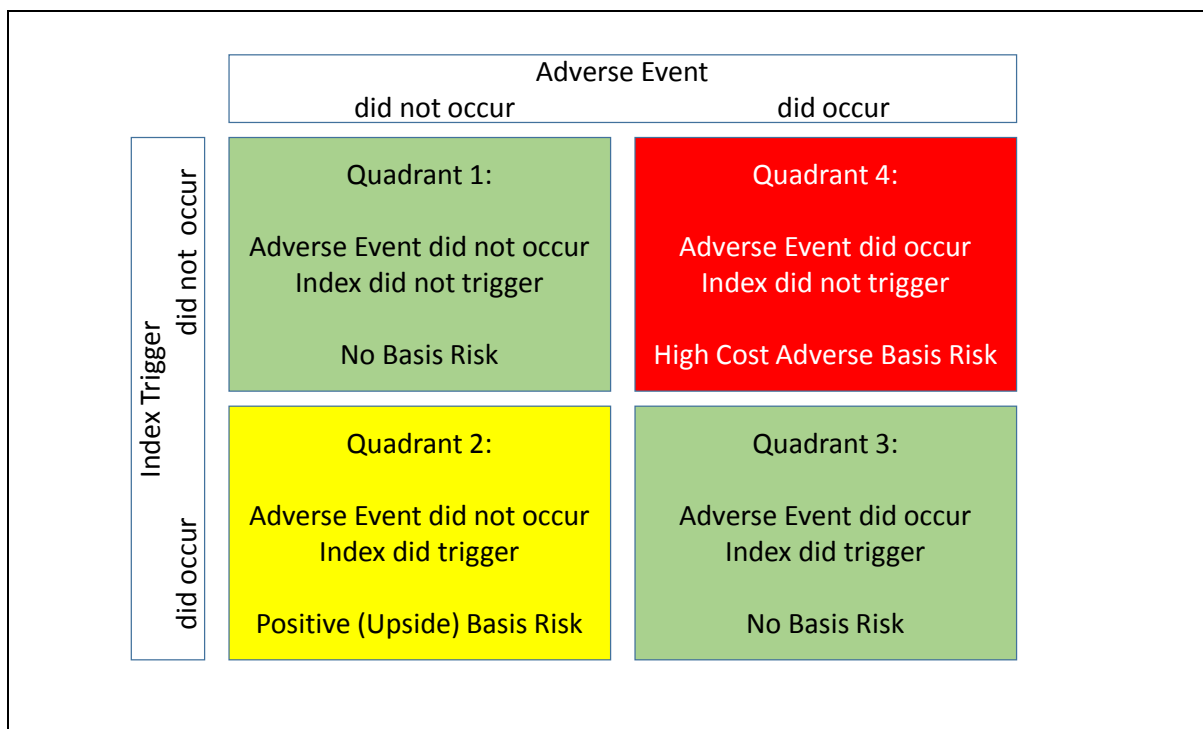 Adverse Event
did not occur did occur
Index Trigger
did not occur
did occur
Quadrant 1:
Adverse Event did not occur
Index did not trigger
No Basis Risk
Quadrant 4:
Adverse Event did occur
Index did not trigger
High Cost Adverse Basis Risk
Quadrant 2:
Adverse Event did not occur
Index did trigger
Positive (Upside) Basis Risk
Quadrant 3:
Adverse Event did occur
Index did trigger
No Basis Risk